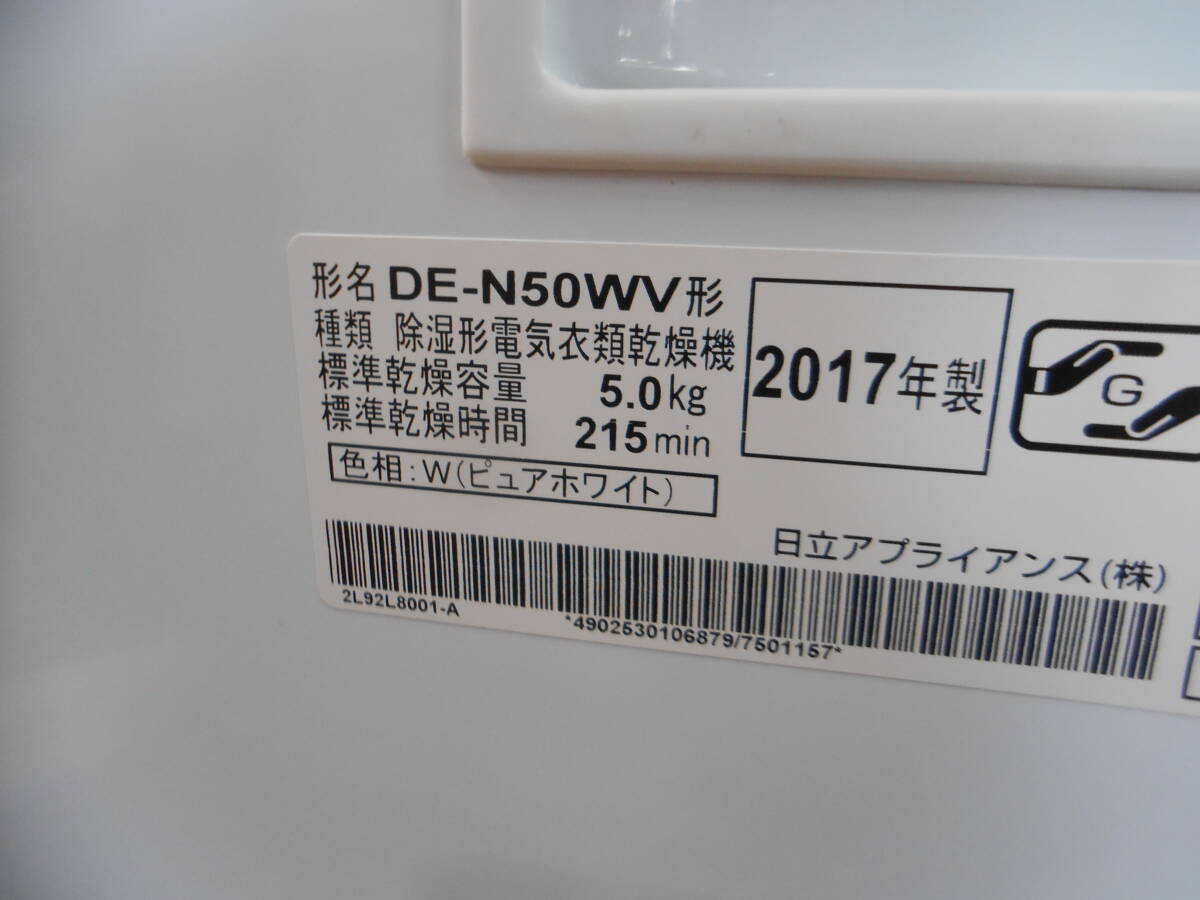 形名 DE-N50WV形
種類 除湿形電気衣類乾燥機
標準乾燥容量 5.0kg
標準乾燥時間 215min
色相:W(ピュアホワイト)
2017年製
G
日立アプライアンス(株)
2L92L8001-A
*4902530106879/7501157*